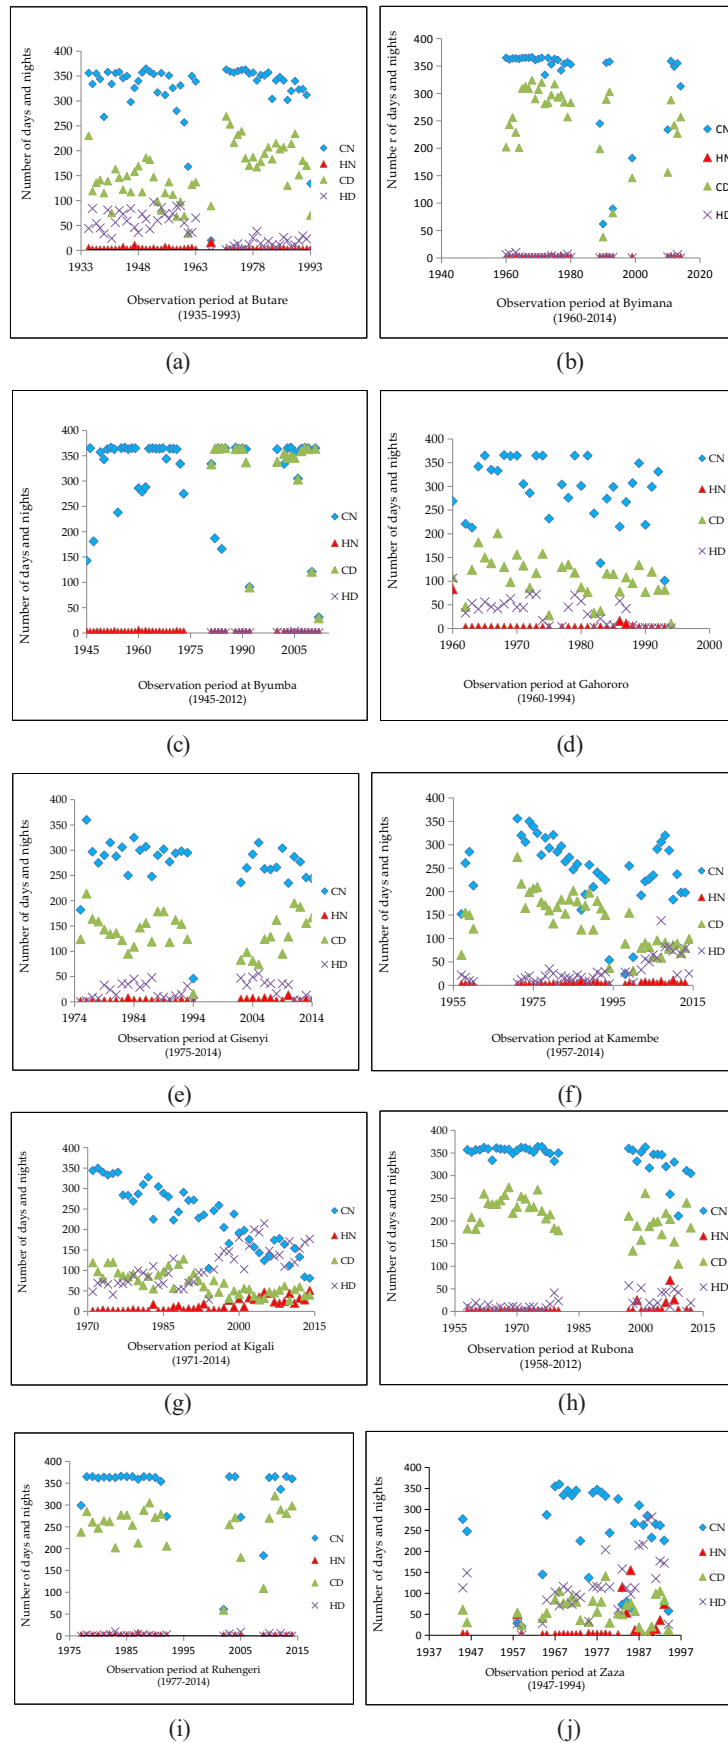 Number of days and nights
400
350
300
250
200
150
100
50
0
1933 1948 1963 1978 1993
CN
HN
CD
HD
Observation period at Butare
(1935-1993)
(a)
Numbe r of days and nights
400
350
300
250
200
150
100
50
0
1940 1960 1980 2000 2020
CN
HN
CD
HD
Observation period at Byimana
(1960-2014)
(b)
Number of days and nights
400
350
300
250
200
150
100
50
0
1945 1960 1975 1990 2005
CN
HN
CD
HD
Observation period at Byumba
(1945-2012)
(c)
Number of days and nights
400
350
300
250
200
150
100
50
0
1960 1970 1980 1990 2000
CN
HN
CD
HD
Observation period at Gahororo
(1960-1994)
(d)
Number of days and nights
400
350
300
250
200
150
100
50
0
1974 1984 1994 2004 2014
CN
HN
CD
HD
Observation period at Gisenyi
(1975-2014)
(e)
Number of days and nights
400
350
300
250
200
150
100
50
0
1955 1975 1995 2015
CN
HN
CD
HD
Observation period at Kamembe
(1957-2014)
(f)
Number of days and nights
400
350
300
250
200
150
100
50
0
1970 1985 2000 2015
CN
HN
CD
HD
Observation period at Kigali
(1971-2014)
(g)
Number of days and nights
400
350
300
250
200
150
100
50
0
1955 1970 1985 2000 2015
CN
HN
CD
HD
Observation period at Rubona
(1958-2012)
(h)
Number of days and nights
400
350
300
250
200
150
100
50
0
1975 1985 1995 2005 2015
CN
HN
CD
HD
Observation period at Ruhengeri
(1977-2014)
(i)
Number of days and nights
400
350
300
250
200
150
100
50
0
1937 1947 1957 1967 1977 1987 1997
CN
HN
CD
HD
Observation period at Zaza
(1947-1994)
(j)